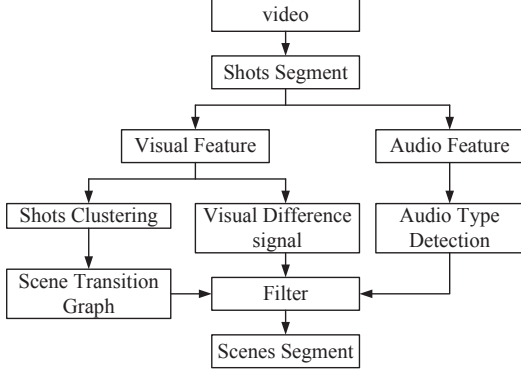 video
Shots Segment
Visual Feature
Audio Feature
Shots Clustering
Visual Difference
signal
Audio Type
Detection
Scene Transition
Graph
Filter
Scenes Segment